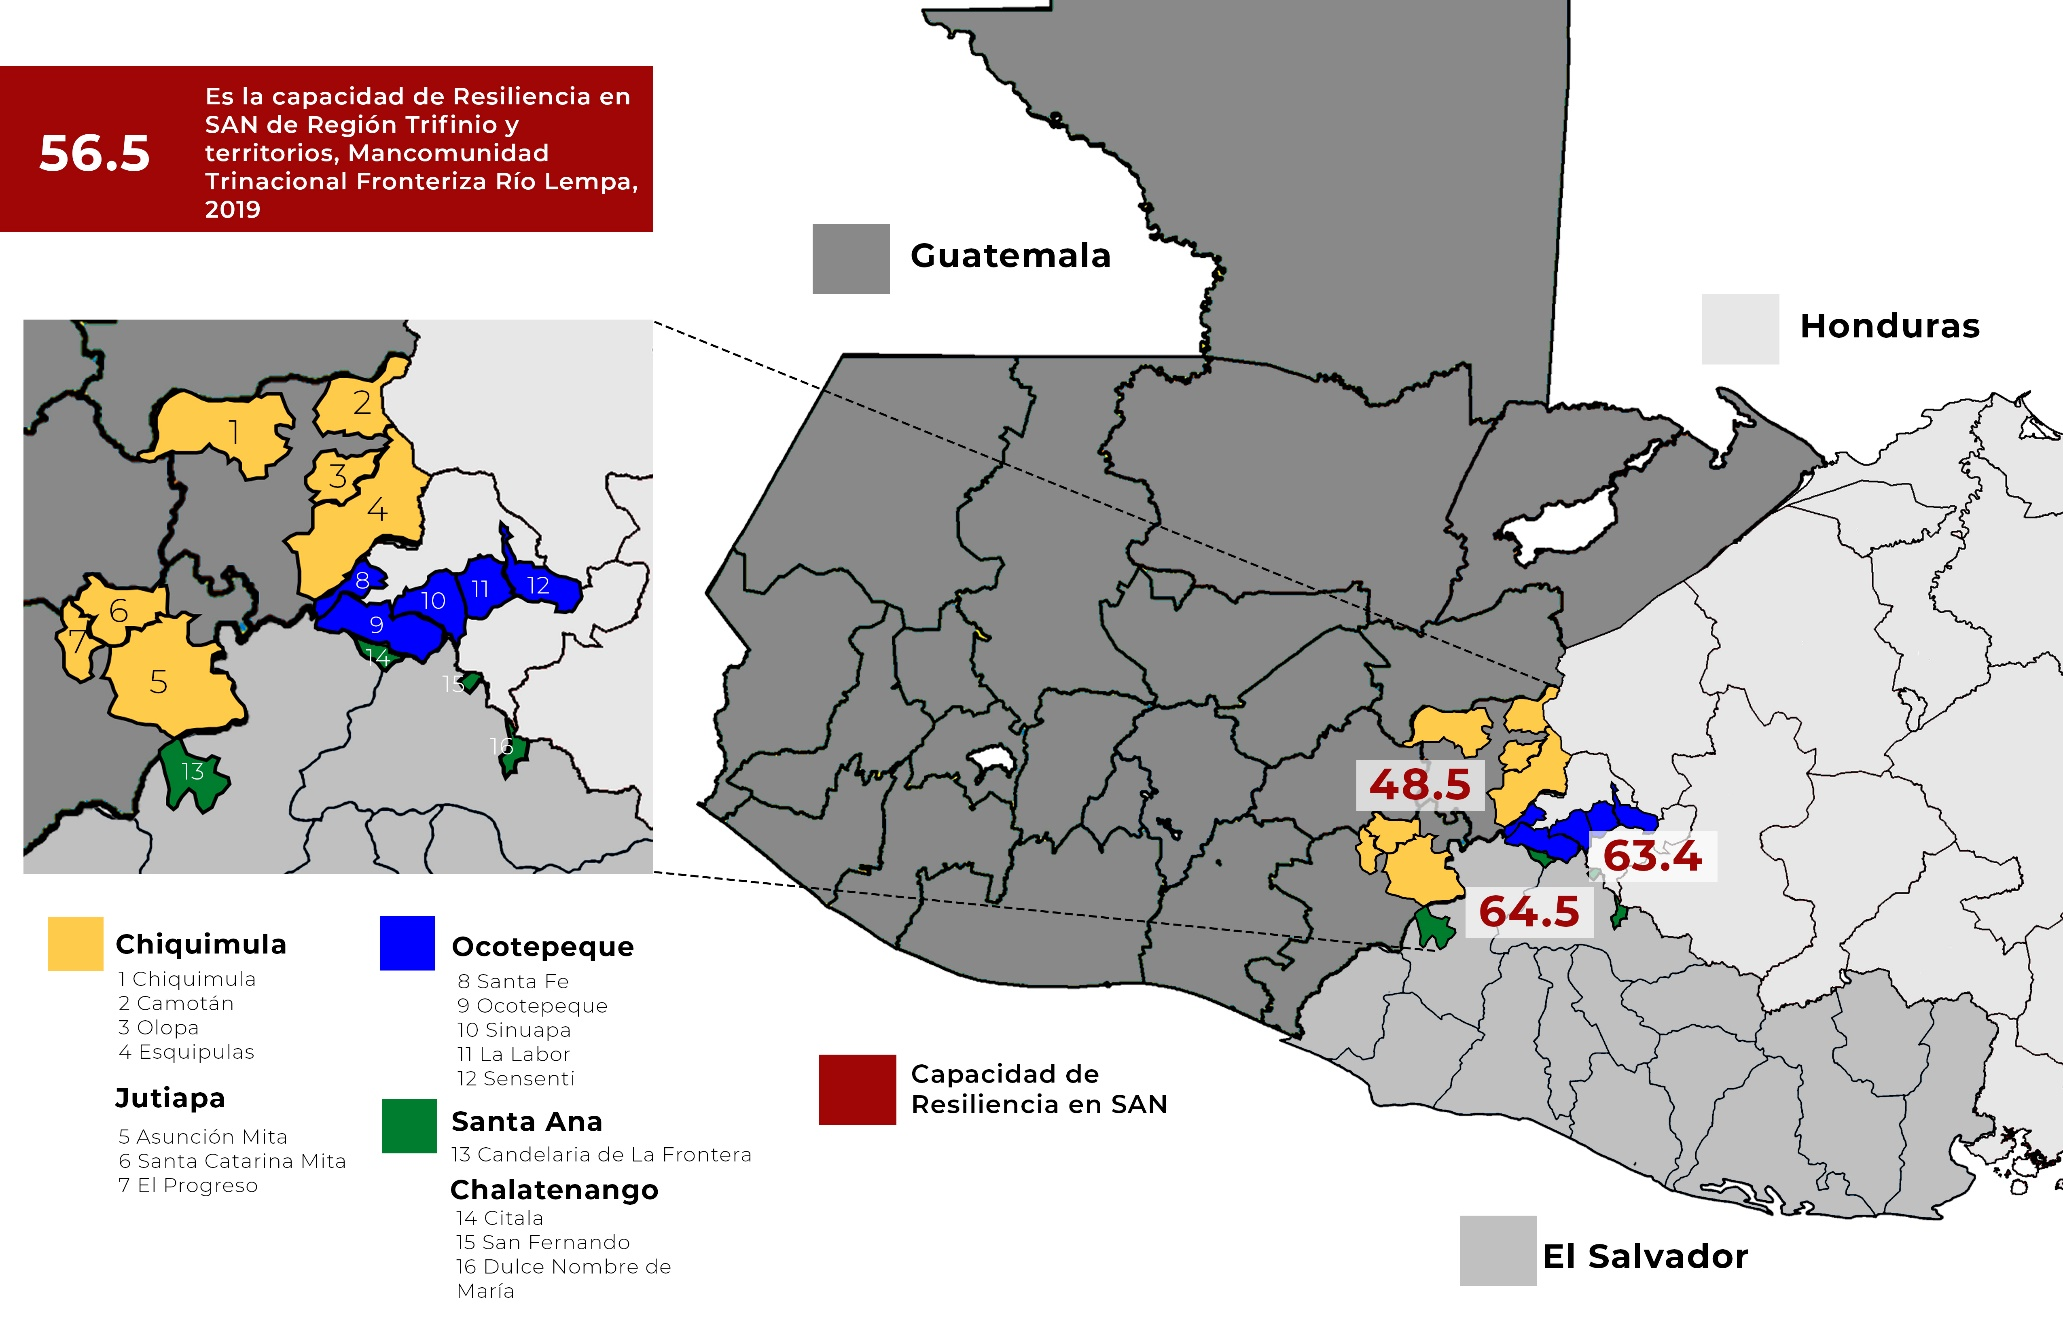 56.5
Es la capacidad de Resiliencia en
SAN de Región Trifinio y
territorios, Mancomunidad
Trinacional Fronteriza Río Lempa,
2019
Guatemala
Honduras
1
2
3
4
5
6
7
8
9
10
11
12
13
14
15
16
48.5
63.4
64.5
Chiquimula
1 Chiquimula
2 Camotán
3 Olopa
4 Esquipulas
Jutiapa
5 Asunción Mita
6 Santa Catarina Mita
7 El Progreso
Ocotepeque
8 Santa Fe
9 Ocotepeque
10 Sinuapa
11 La Labor
12 Sensenti
Santa Ana
13 Candelaria de La Frontera
Chalatenango
14 Citala
15 San Fernando
16 Dulce Nombre de
María
Capacidad de
Resiliencia en SAN
El Salvador